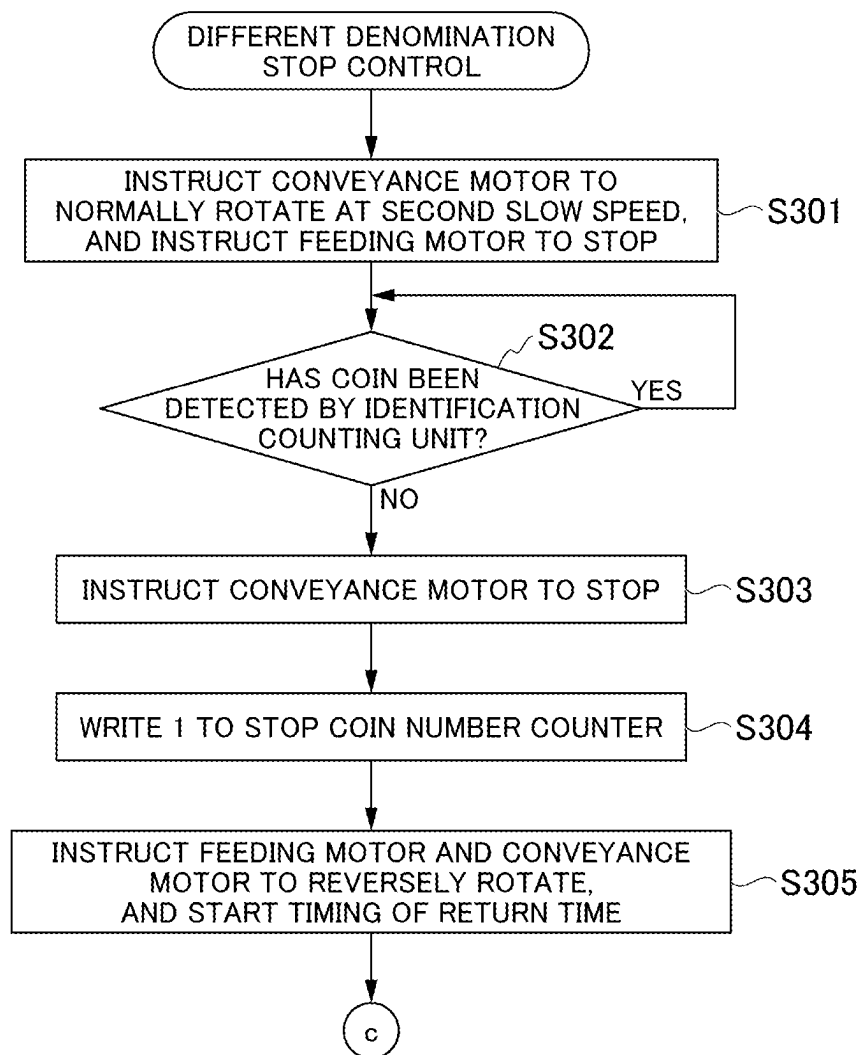 DIFFERENT DENOMINATION
STOP CONTROL
INSTRUCT CONVEYANCE MOTOR TO
NORMALLY ROTATE AT SECOND SLOW SPEED,
AND INSTRUCT FEEDING MOTOR TO STOP
S301
S302
HAS COIN BEEN
DETECTED BY IDENTIFICATION
COUNTING UNIT?
YES
NO
INSTRUCT CONVEYANCE MOTOR TO STOP
S303
WRITE 1 TO STOP COIN NUMBER COUNTER
S304
INSTRUCT FEEDING MOTOR AND CONVEYANCE
MOTOR TO REVERSELY ROTATE,
AND START TIMING OF RETURN TIME
S305
c